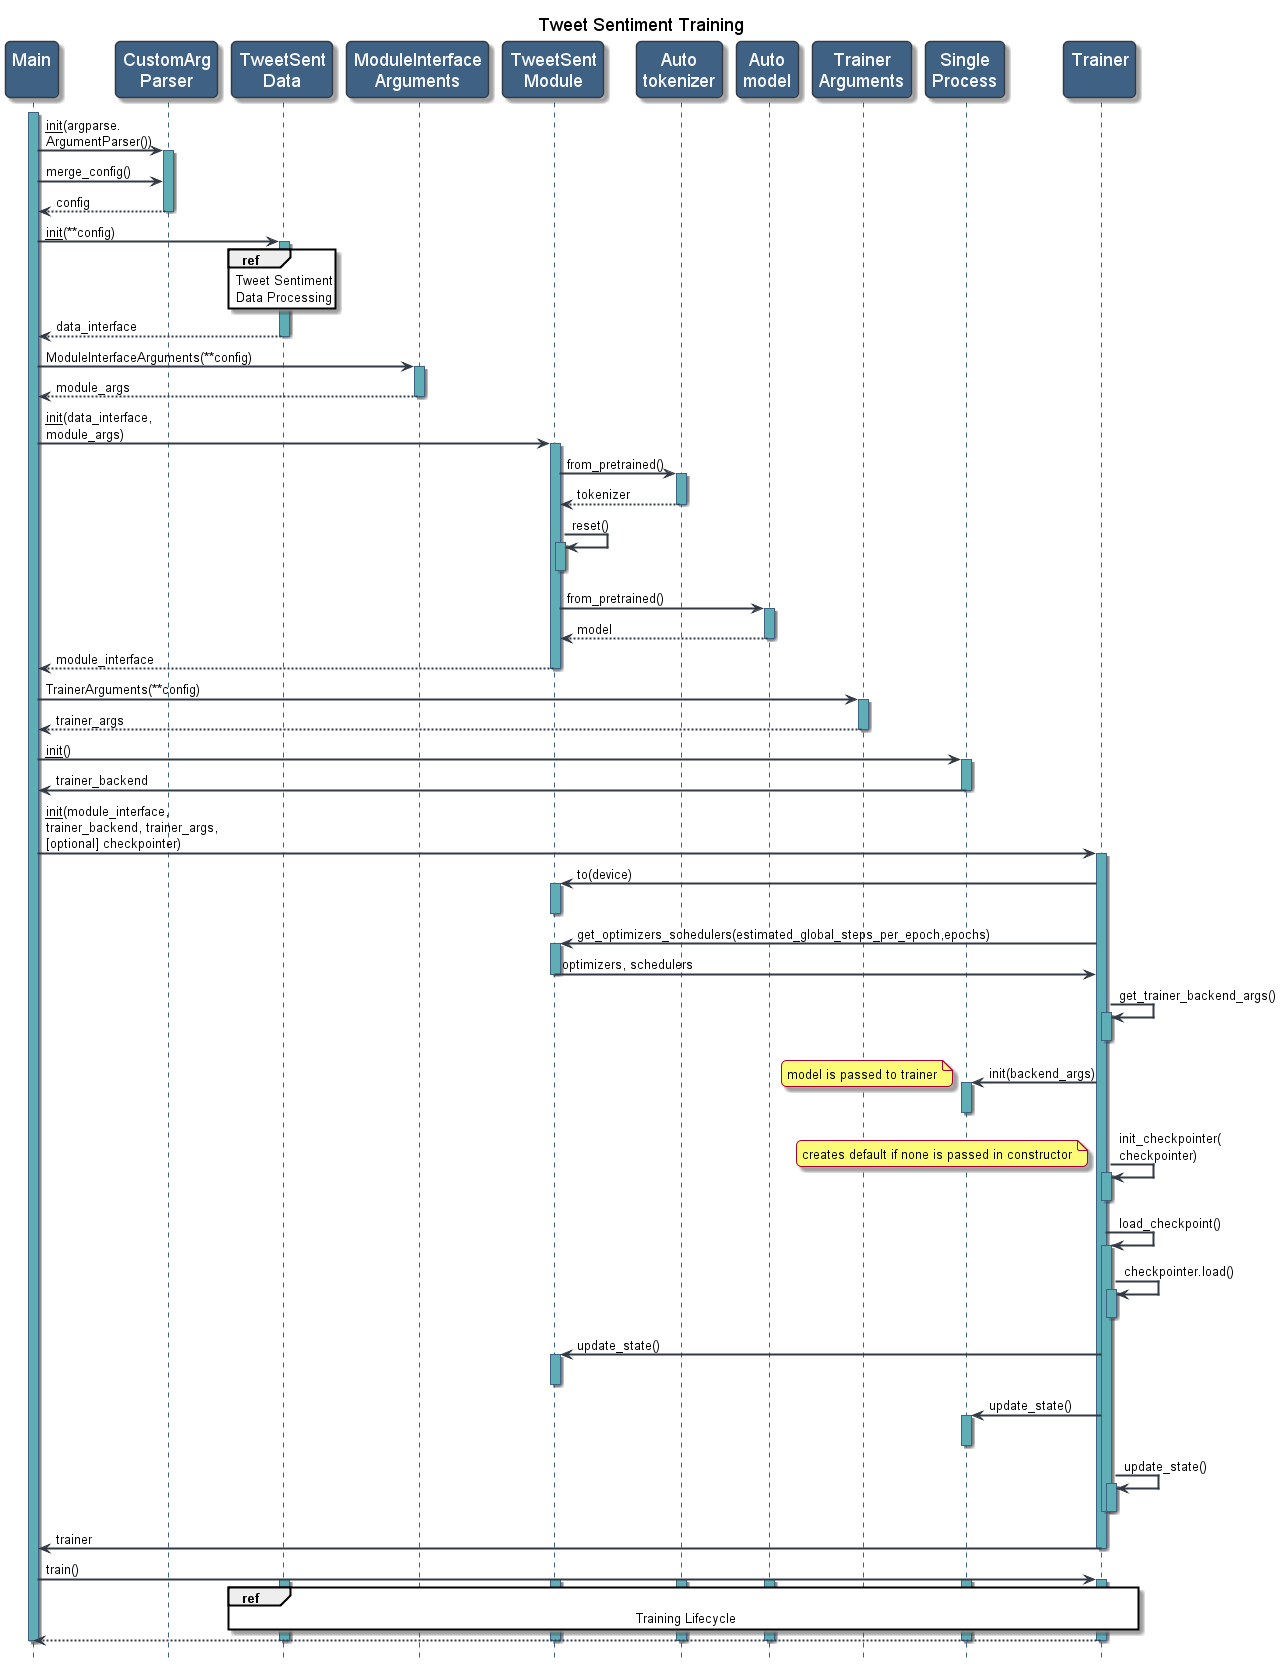 Tweet Sentiment Training
Main
CustomArg
Parser
TweetSent
Data
ModuleInterface
Arguments
TweetSent
Module
Auto
tokenizer
Auto
model
Trainer
Arguments
Single
Process
Trainer
init(argparse.
ArgumentParser())
merge_config()
config
init(**config)
ref
Tweet Sentiment
Data Processing
data_interface
ModuleInterfaceArguments(**config)
module_args
init(data_interface,
module_args)
from_pretrained()
tokenizer
reset()
from_pretrained()
model
module_interface
TrainerArguments(**config)
trainer_args
init()
trainer_backend
init(module_interface,
trainer_backend, trainer_args,
[optional] checkpointer)
to(device)
get_optimizers_schedulers(estimated_global_steps_per_epoch,epochs)
optimizers, schedulers
get_trainer_backend_args()
model is passed to trainer
init(backend_args)
creates default if none is passed in constructor
init_checkpointer(
checkpointer)
load_checkpoint()
checkpointer.load()
update_state()
update_state()
update_state()
trainer
train()
ref
Training Lifecycle